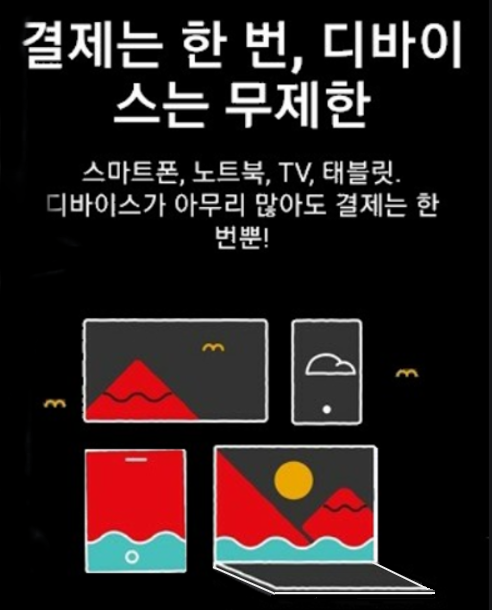 결제는 한 번, 디바이
스는 무제한
스마트폰, 노트북, TV, 태블릿.
디바이스가 아무리 많아도 결제는 한
번뿐!